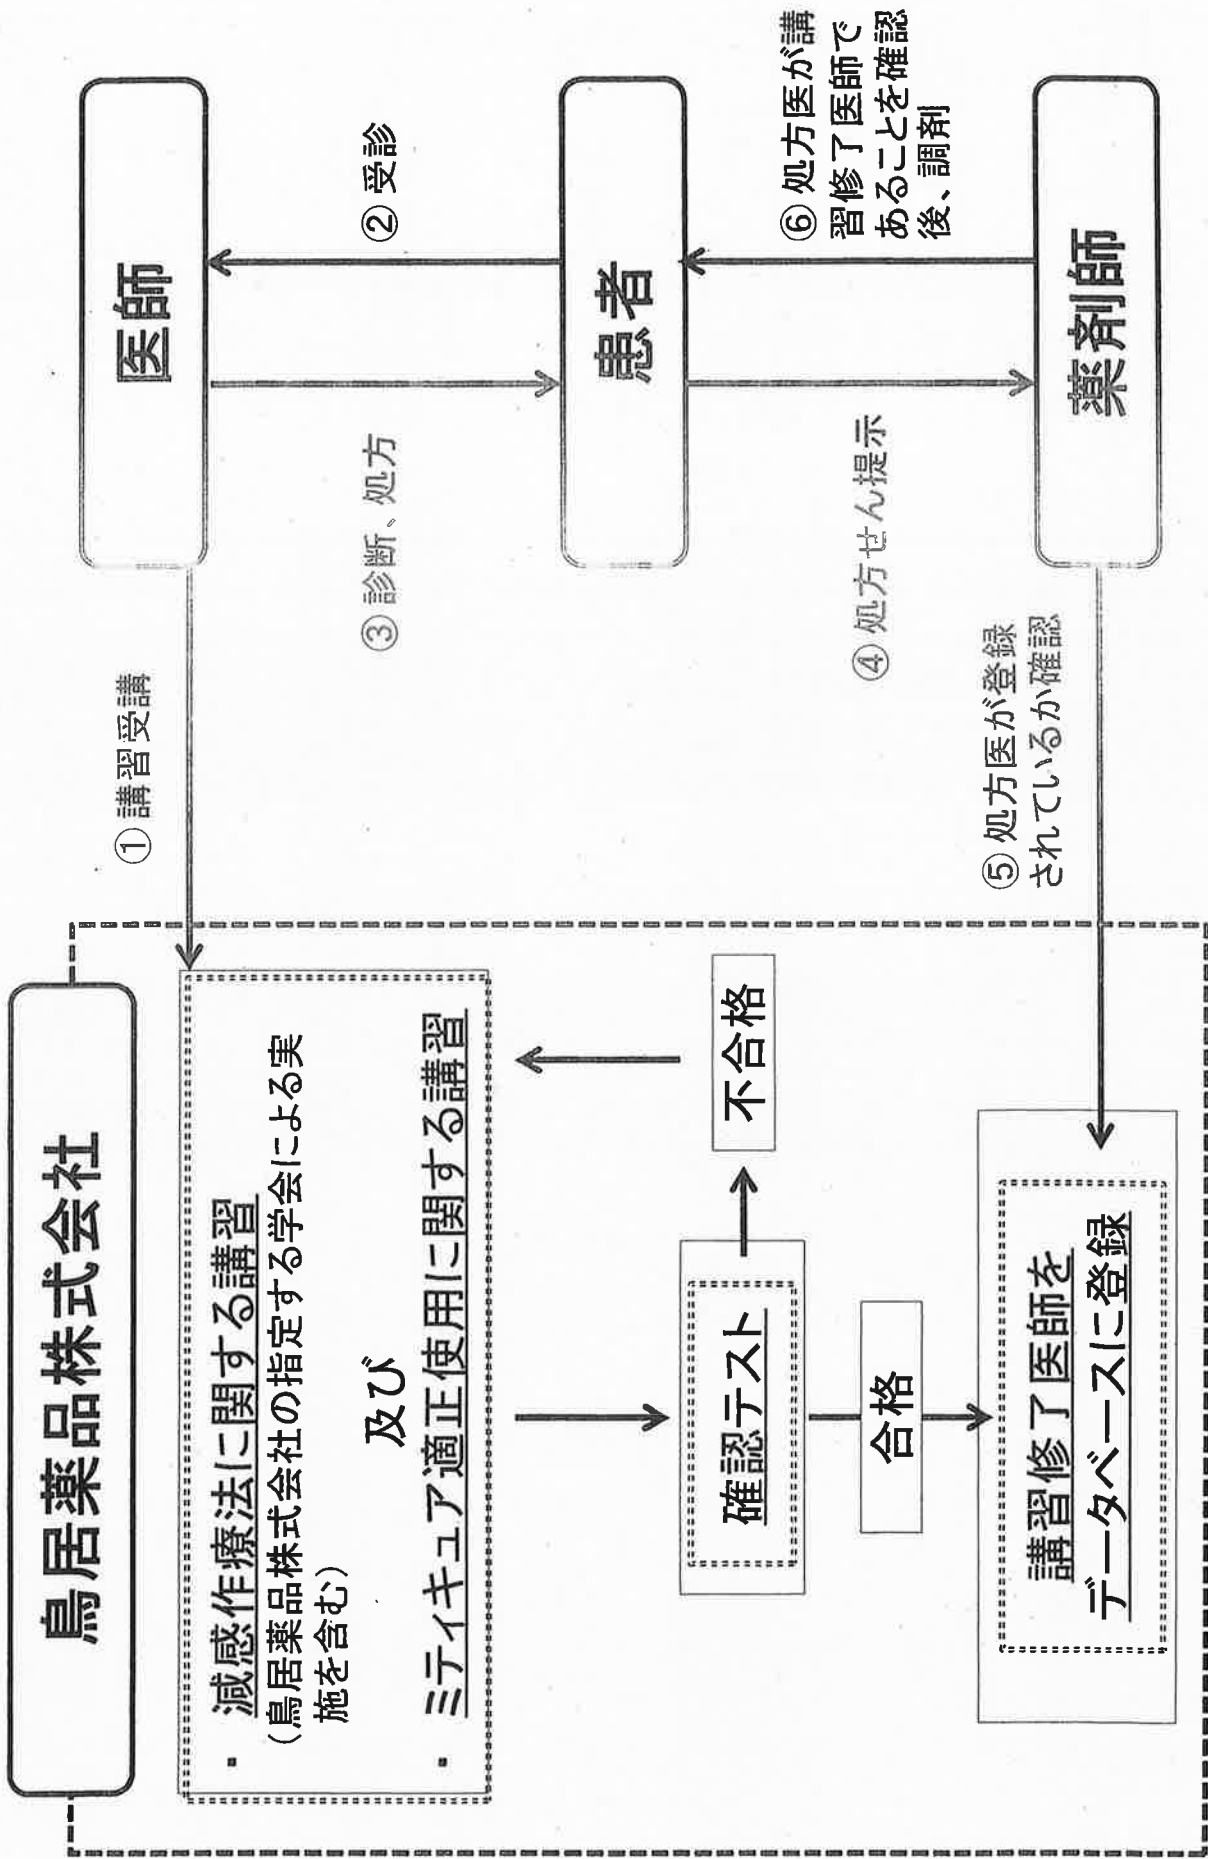 鳥居薬品株式会社
・ 減感作療法に関する講習
(鳥居薬品株式会社の指定する学会による実
施を含む)
及び
・ ミティキュア適正使用に関する講習
確認テスト
不合格
合格
講習修了医師を
データベースに登録
① 講習受講
医師
② 受診
③ 診断、処方
患者
④ 処方せん提示
⑤ 処方医が登録
されているか確認
⑥ 処方医が講
習修了医師で
あることを確認
後、調剤
薬剤師